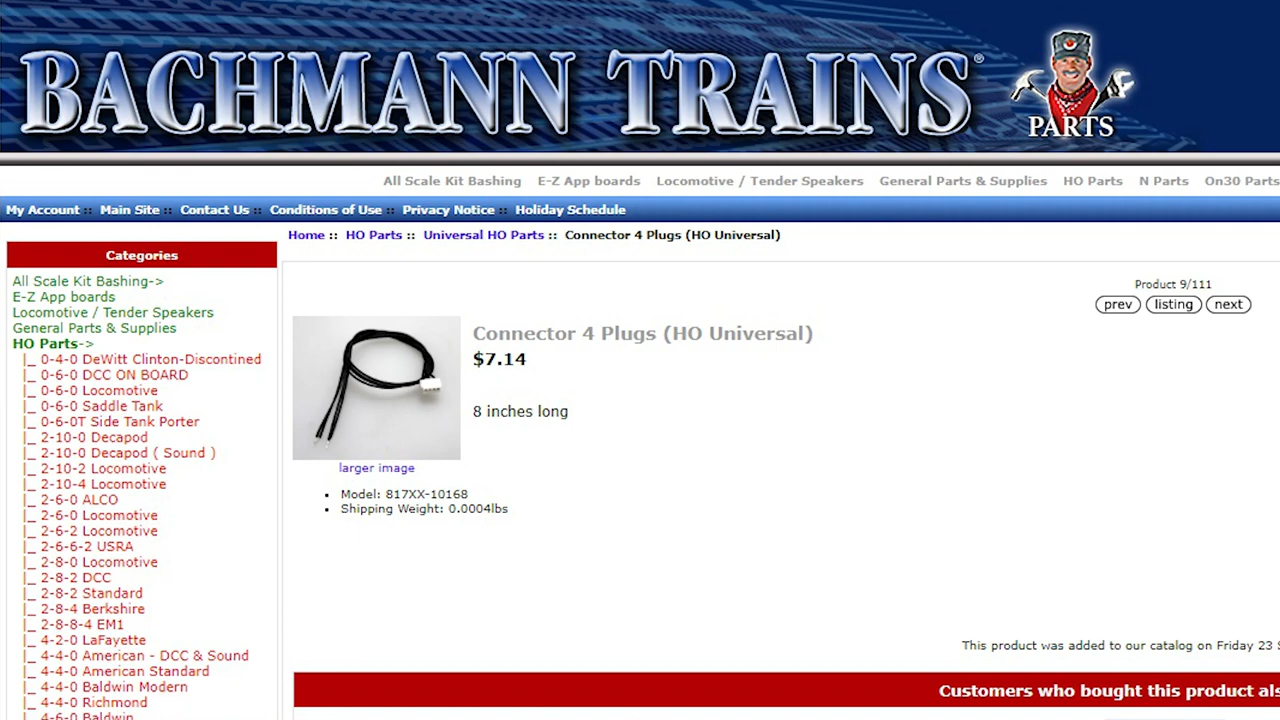 BACHMANN TRAINS®
PARTS
All Scale Kit Bashing E-Z App boards Locomotive / Tender Speakers General Parts & Supplies HO Parts N Parts On30 Parts
My Account :: Main Site :: Contact Us :: Conditions of Use :: Privacy Notice :: Holiday Schedule
Home :: HO Parts :: Universal HO Parts :: Connector 4 Plugs (HO Universal)
Categories
All Scale Kit Bashing->
E-Z App boards
Locomotive / Tender Speakers
General Parts & Supplies
HO Parts->
|_ 0-4-0 DeWitt Clinton-Discontined
|_ 0-6-0 DCC ON BOARD
|_ 0-6-0 Locomotive
|_ 0-6-0 Saddle Tank
|_ 0-6-0T Side Tank Porter
|_ 2-10-0 Decapod
|_ 2-10-0 Decapod ( Sound )
|_ 2-10-2 Locomotive
|_ 2-10-4 Locomotive
|_ 2-6-0 ALCO
|_ 2-6-0 Locomotive
|_ 2-6-2 Locomotive
|_ 2-6-6-2 USRA
|_ 2-8-0 Locomotive
|_ 2-8-2 DCC
|_ 2-8-2 Standard
|_ 2-8-4 Berkshire
|_ 2-8-8-4 EM1
|_ 4-2-0 LaFayette
|_ 4-4-0 American - DCC & Sound
|_ 4-4-0 American Standard
|_ 4-4-0 Baldwin Modern
|_ 4-4-0 Richmond
|_ 4-6-0 Baldwin
Product 9/111
prev listing next
Connector 4 Plugs (HO Universal)
$7.14
8 inches long
larger image
• Model: 817XX-10168
• Shipping Weight: 0.0004lbs
This product was added to our catalog on Friday 23
Customers who bought this product als